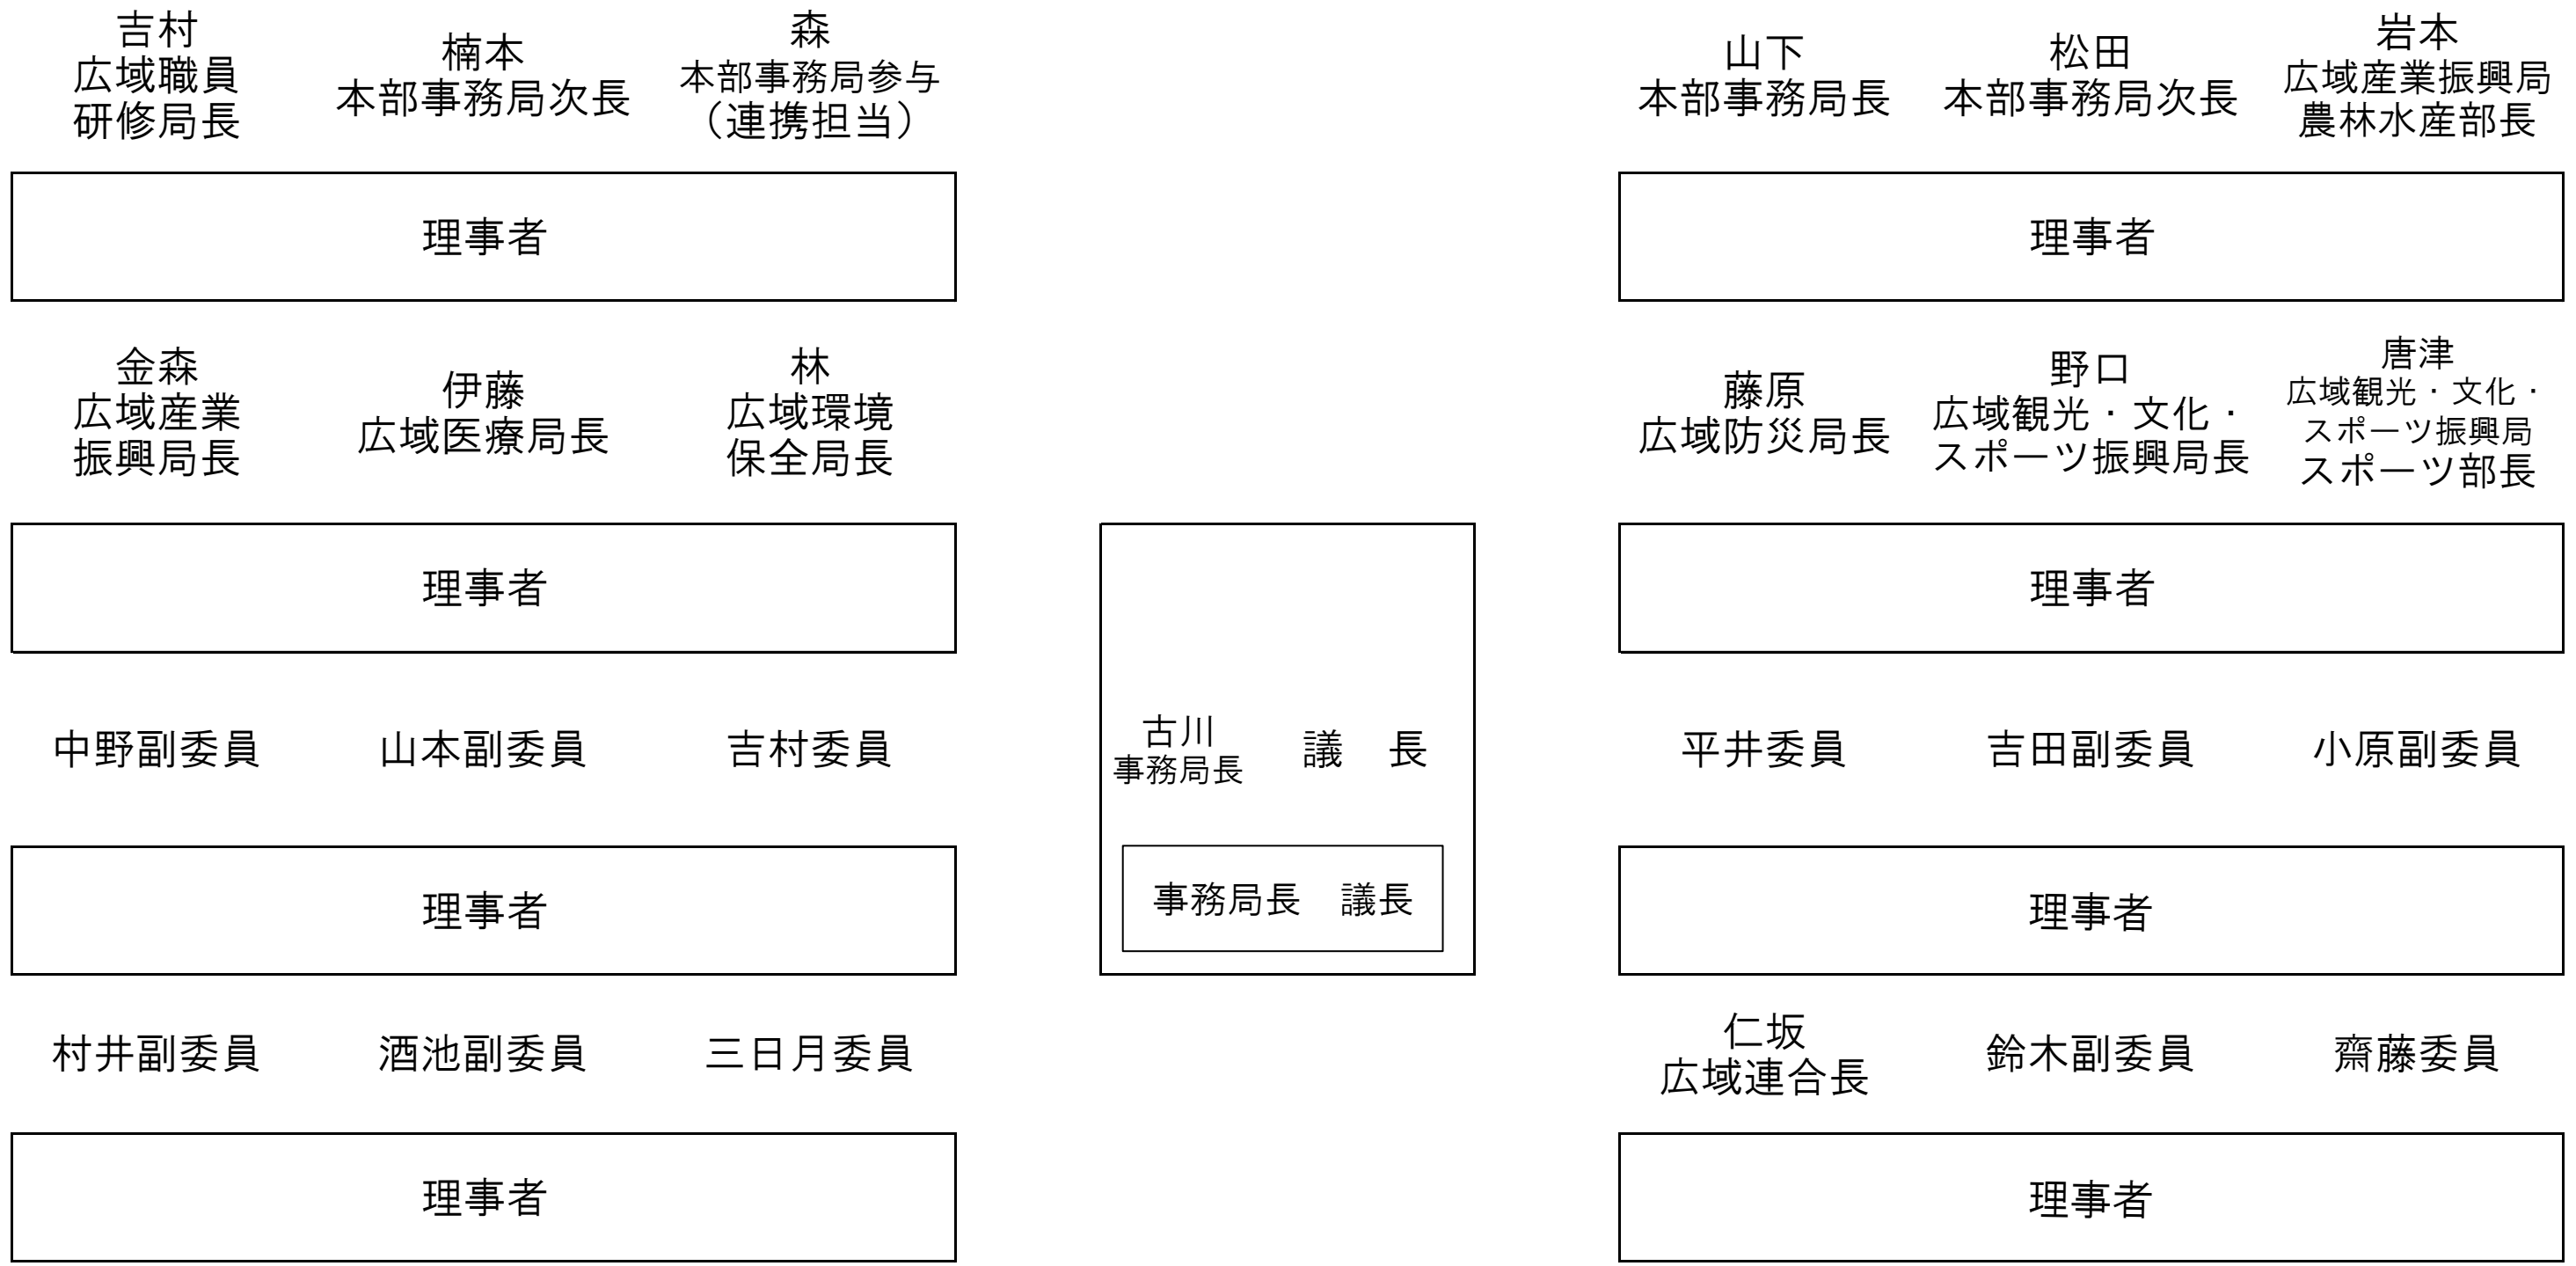 吉村
広域職員
研修局長
楠本
本部事務局次長
森
本部事務局参与
（連携担当）
山下
本部事務局長
松田
本部事務局次長
岩本
広域産業振興局
農林水産部長
理事者
理事者
金森
広域産業
振興局長
伊藤
広域医療局長
林
広域環境
保全局長
藤原
広域防災局長
野口
広域観光・文化・
スポーツ振興局長
唐津
広域観光・文化・
スポーツ振興局
スポーツ部長
理事者
理事者
中野副委員
山本副委員
吉村委員
古川
事務局長
議　長
平井委員
吉田副委員
小原副委員
理事者
事務局長　議長
理事者
村井副委員
酒池副委員
三日月委員
仁坂
広域連合長
鈴木副委員
齋藤委員
理事者
理事者